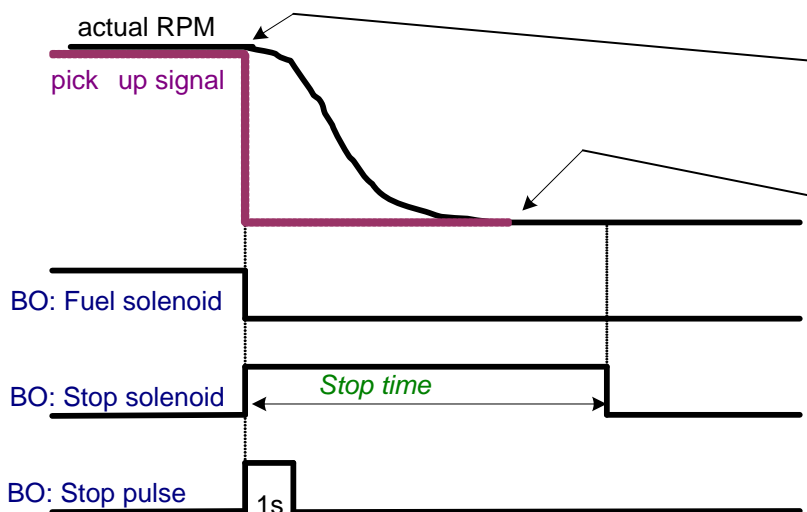 actual RPM
pick up signal
BO: Fuel solenoid
Stop time
BO: Stop solenoid
BO: Stop pulse
1s